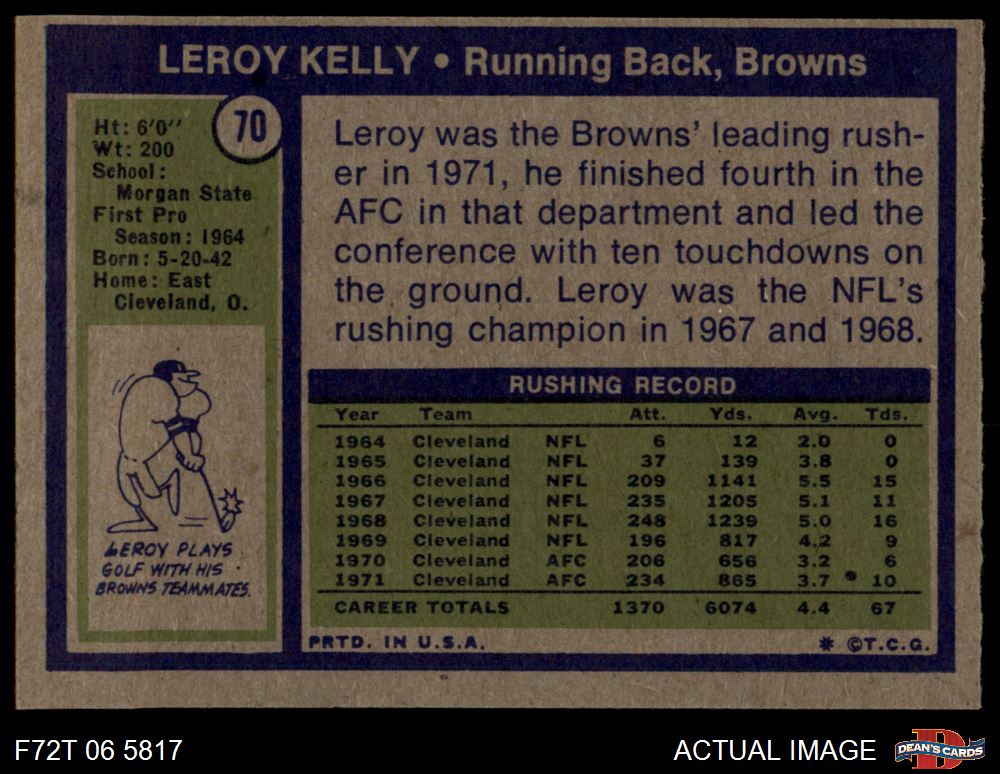 LEROY KELLY • Running Back, Browns
70
Ht: 6'0''
Wt: 200
School:
Morgan State
First Pro
Season: 1964
Born: 5-20-42
Home: East
Cleveland, O.
LEROY PLAYS
GOLF WITH HIS
BROWNS TEAMMATES.
Leroy was the Browns' leading rush-
er in 1971, he finished fourth in the
AFC in that department and led the
conference with ten touchdowns on
the ground. Leroy was the NFL's
rushing champion in 1967 and 1968.
RUSHING RECORD
Year Team Att. Yds. Avg. Tds.
1964 Cleveland NFL 6 12 2.0 0
1965 Cleveland NFL 37 139 3.8 0
1966 Cleveland NFL 209 1141 5.5 15
1967 Cleveland NFL 235 1205 5.1 11
1968 Cleveland NFL 248 1239 5.0 16
1969 Cleveland NFL 196 817 4.2 9
1970 Cleveland AFC 206 656 3.2 6
1971 Cleveland AFC 234 865 3.7 10
CAREER TOTALS 1370 6074 4.4 67
PRTD. IN U.S.A. * ©T.C.G.
F72T 06 5817
ACTUAL IMAGE
DEAN'S CARDS